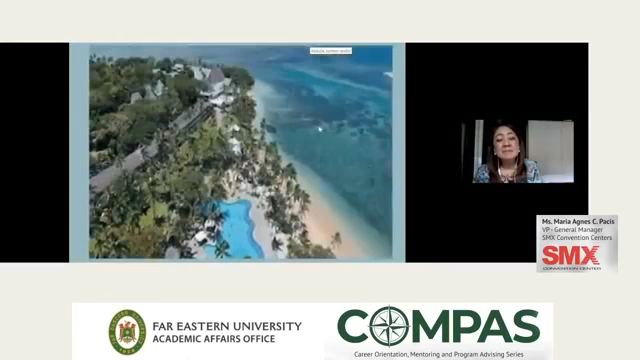 Ms. Maria Agnes C. Pacis
VP - General Manager
SMX Convention Centers
SMX
CONVENTION CENTER
FAR EASTERN UNIVERSITY
ACADEMIC AFFAIRS OFFICE
COMPAS
Career Orientation, Mentoring and Program Advising Series